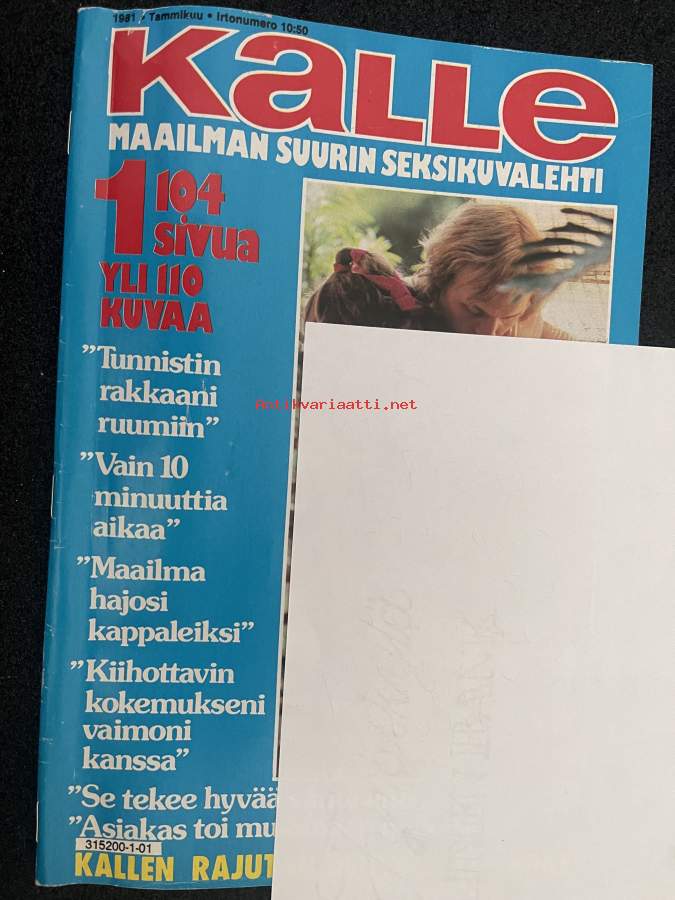 1981 • Tammikuu • Irtonumero 10:50
Kalle
MAAILMAN SUURIN SEKSIKUVALEHTI
1
104
sivua
YLI 110
KUVAA
”Tunnistin
rakkaani
ruumiin”
”Vain 10
minuuttia
aikaa”
”Maailma
hajosi
kappaleiksi”
”Kiihottavin
kokemukseni
vaimoni
kanssa”
”Se tekee hyvää
”Asiakas toi mu
315200-1-01
KALLEN RAJUT
Antikvariaatti.net